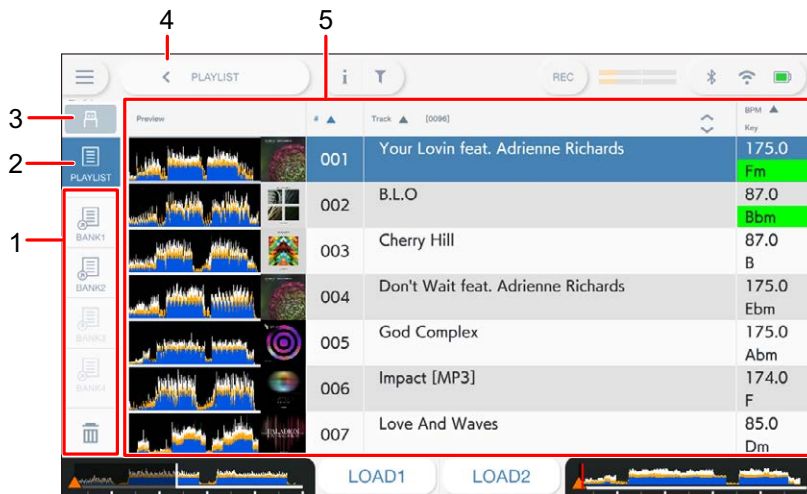 4
5
PLAYLIST
i
REC
3
Preview
#
Track
[0096]
BPM
Key
2
PLAYLIST
001
Your Lovin feat. Adrienne Richards
175.0
Fm
1
BANK1
002
B.L.O
87.0
Bbm
BANK2
003
Cherry Hill
87.0
B
BANK3
004
Don't Wait feat. Adrienne Richards
175.0
Ebm
BANK4
005
God Complex
175.0
Abm
006
Impact [MP3]
174.0
F
007
Love And Waves
85.0
Dm
LOAD1
LOAD2